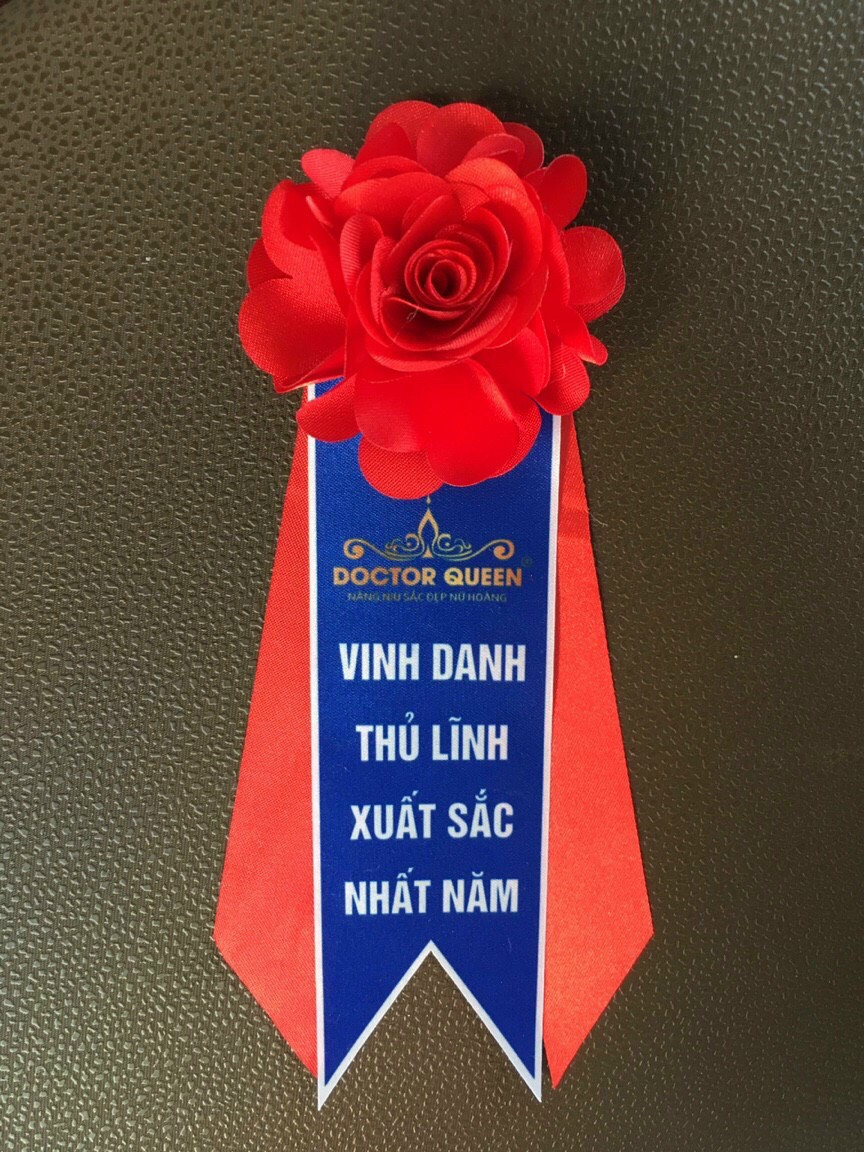 DOCTOR QUEEN®
NÂNG NIU SẮC ĐẸP NỮ HOÀNG
VINH DANH
THỦ LĨNH
XUẤT SẮC
NHẤT NĂM